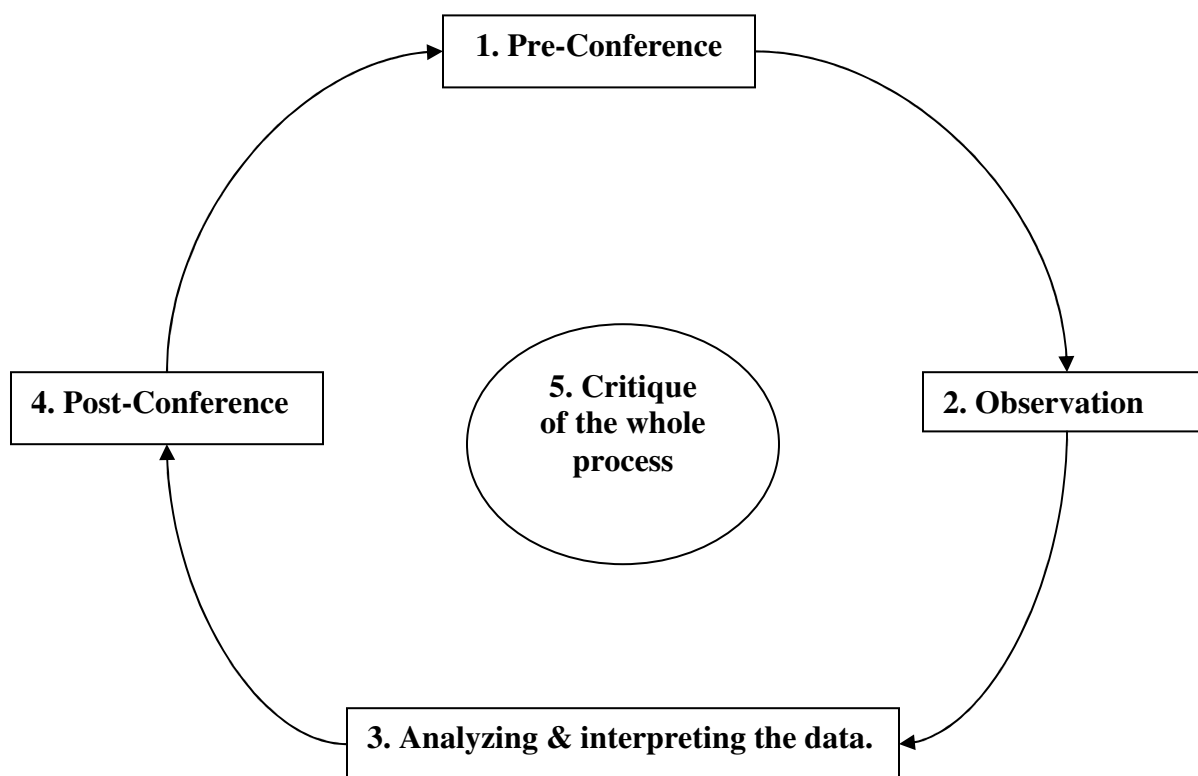 1. Pre-Conference
2. Observation
3. Analyzing & interpreting the data.
4. Post-Conference
5. Critique
of the whole
process